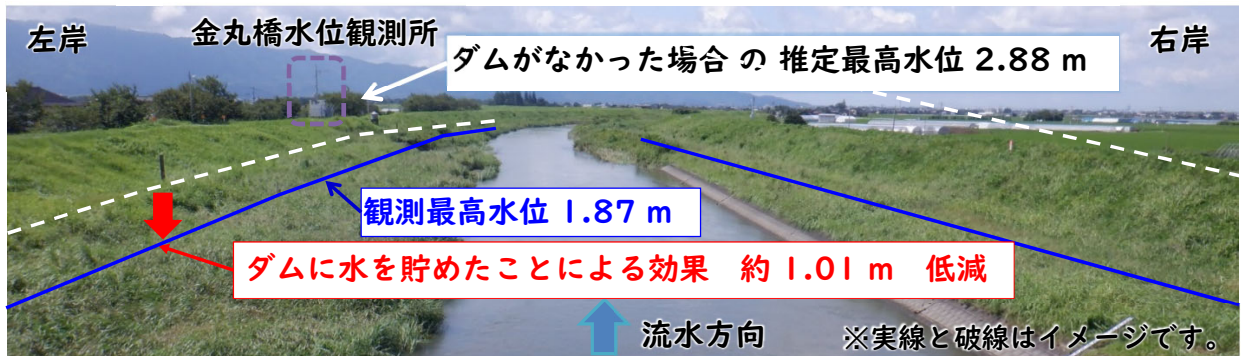 左岸
金丸橋水位観測所
右岸
ダムがなかった場合 の 推定最高水位 2.88 m
観測最高水位 1.87 m
ダムに水を貯めたことによる効果　約 1.01 m　低減
流水方向
※実線と破線はイメージです。